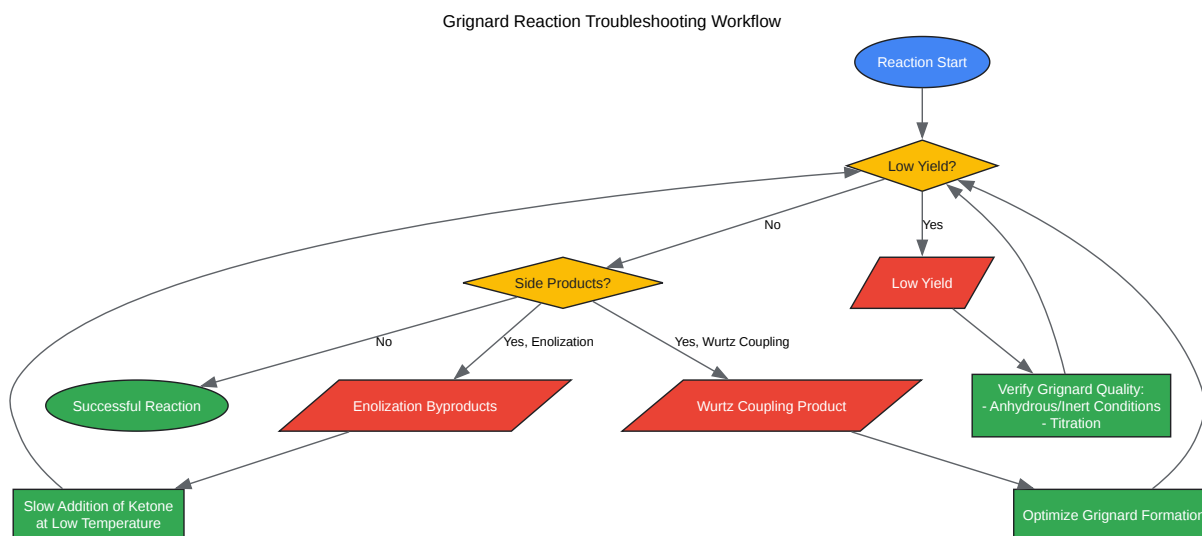 Grignard Reaction Troubleshooting Workflow
Reaction Start
Low Yield?
No
Yes
Side Products?
Low Yield
No
Yes, Enolization
Yes, Wurtz Coupling
Successful Reaction
Enolization Byproducts
Wurtz Coupling Product
Verify Grignard Quality:
- Anhydrous/Inert Conditions
- Titration
Slow Addition of Ketone
at Low Temperature
Optimize Grignard Formation